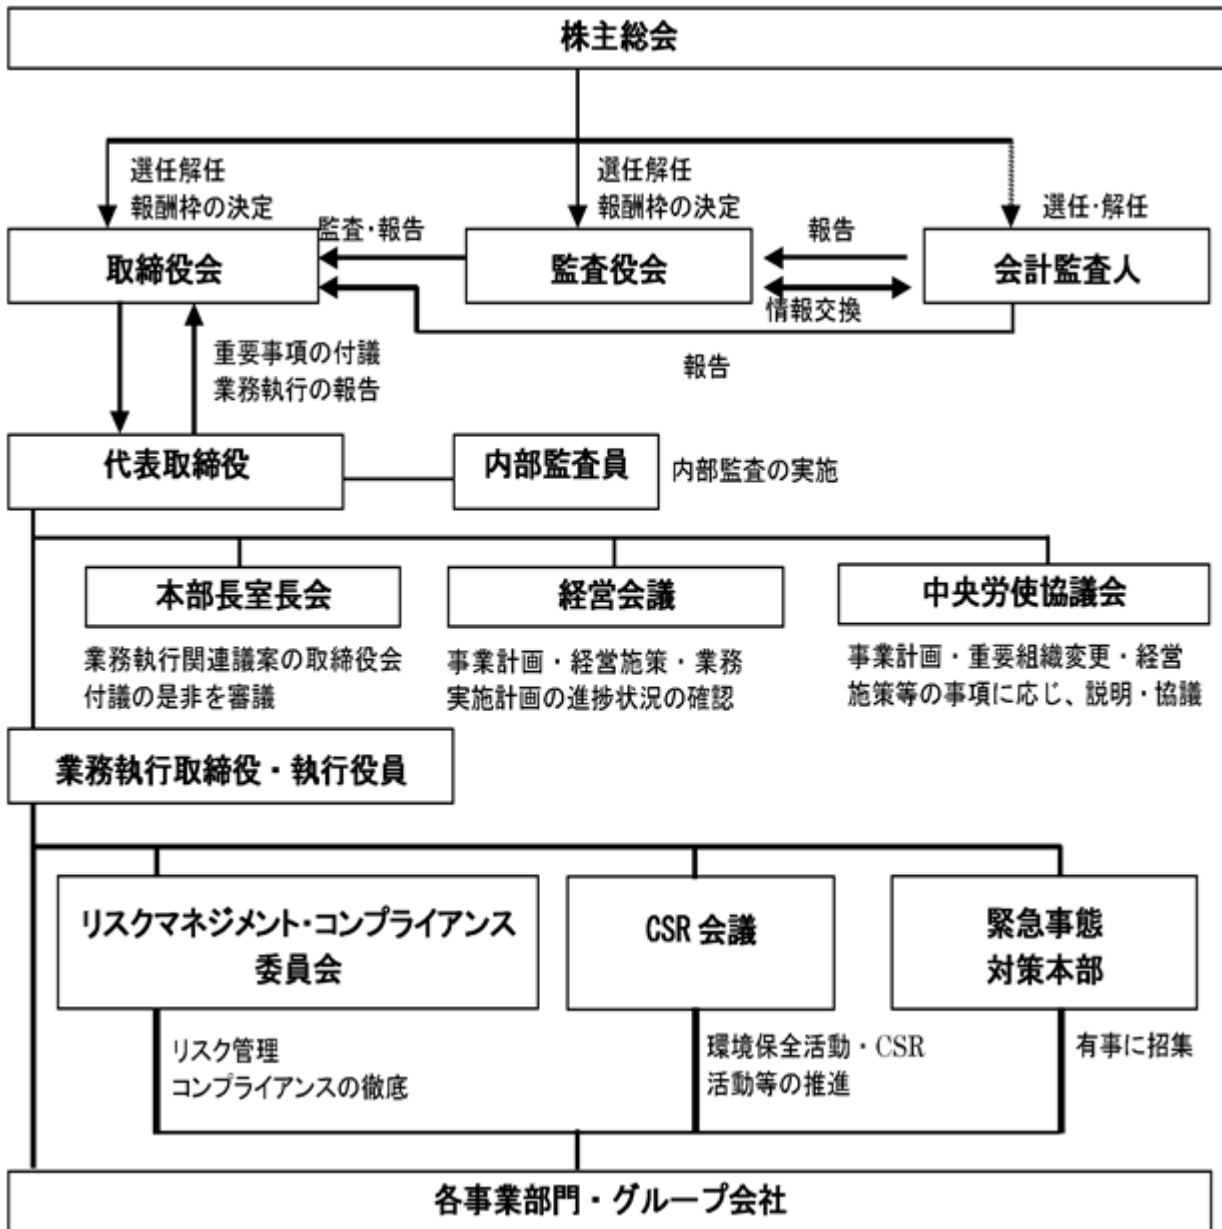 株主総会
選任解任
報酬枠の決定
選任解任
報酬枠の決定
選任・解任
監査・報告
報告
取締役会
監査役会
会計監査人
情報交換
重要事項の付議
業務執行の報告
報告
代表取締役
内部監査員
内部監査の実施
本部長室長会
経営会議
中央労使協議会
業務執行関連議案の取締役会
付議の是非を審議
事業計画・経営施策・業務
実施計画の進捗状況の確認
事業計画・重要組織変更・経営
施策等の事項に応じ、説明・協議
業務執行取締役・執行役員
リスクマネジメント・コンプライアンス
委員会
CSR 会議
緊急事態
対策本部
リスク管理
コンプライアンスの徹底
環境保全活動・CSR
活動等の推進
有事に招集
各事業部門・グループ会社